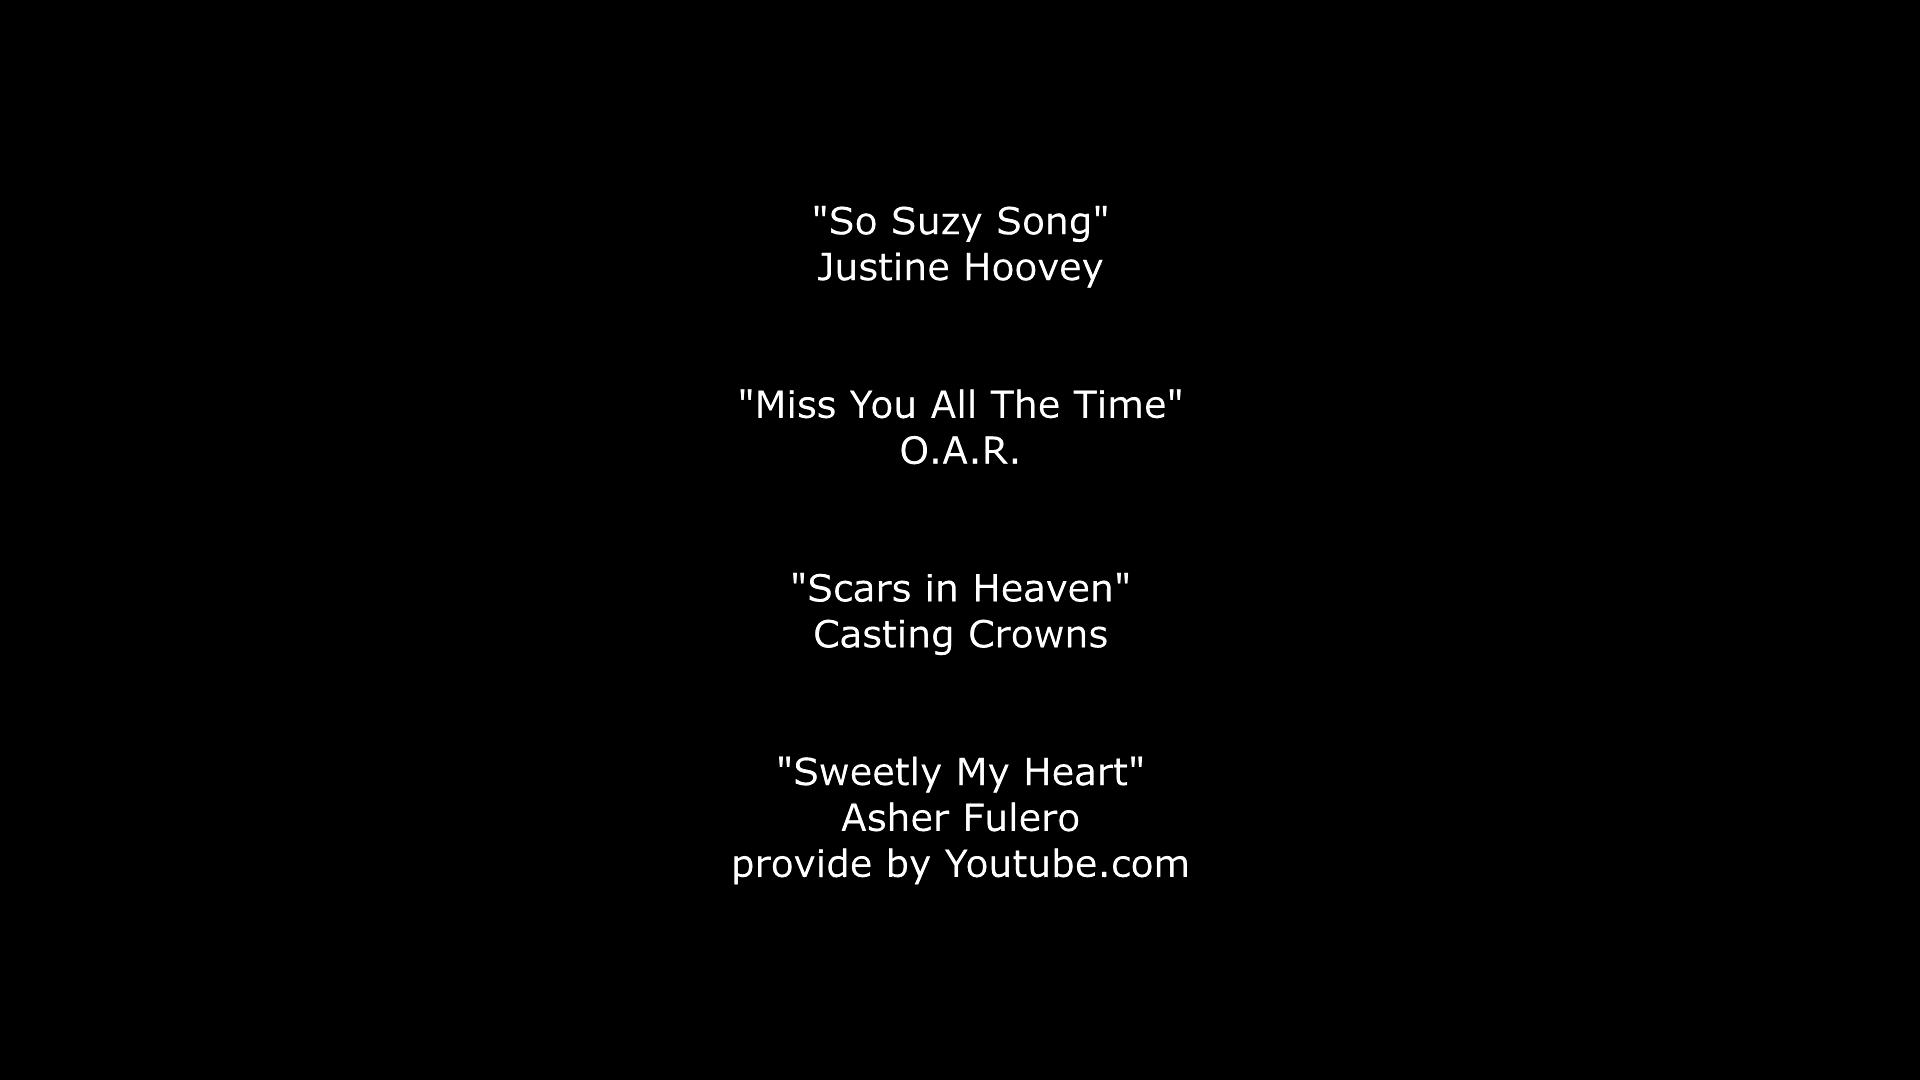 "So Suzy Song"
Justine Hoovey
"Miss You All The Time"
O.A.R.
"Scars in Heaven"
Casting Crowns
"Sweetly My Heart"
Asher Fulero
provide by Youtube.com